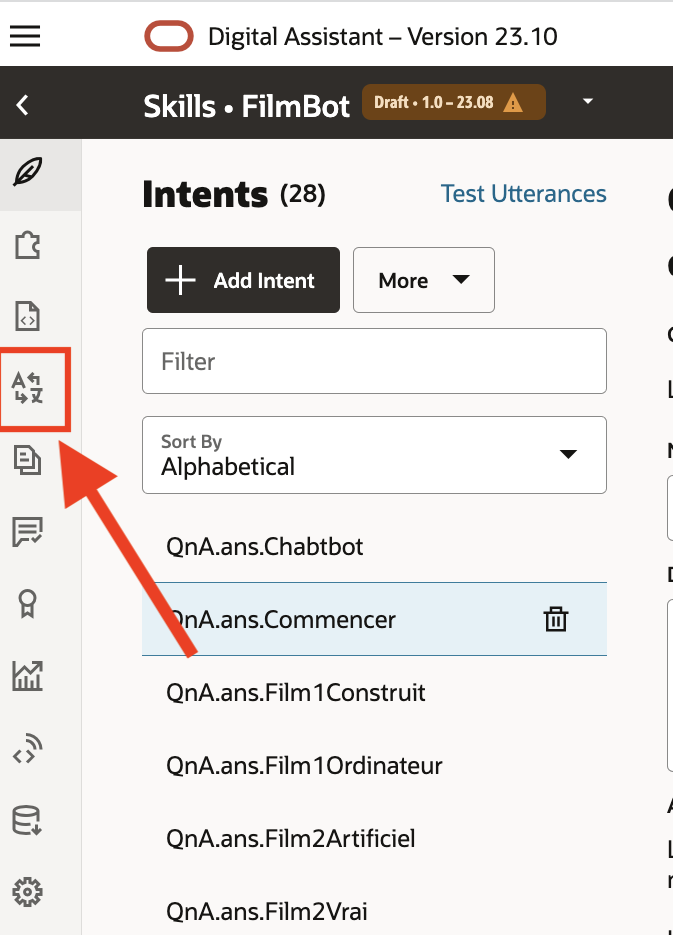 Digital Assistant – Version 23.10
Skills • FilmBot
Draft • 1.0 – 23.08
Intents (28)
Test Utterances
Add Intent
More
Filter
Sort By
Alphabetical
QnA.ans.Chabtbot
QnA.ans.Commencer
QnA.ans.Film1Construit
QnA.ans.Film1Ordinateur
QnA.ans.Film2Artificiel
QnA.ans.Film2Vrai